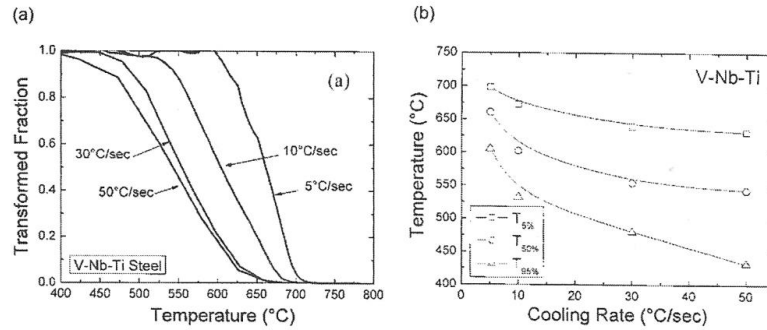 (a)
(b)
1.0
0.8
0.6
0.4
0.2
0.0
Transformed Fraction
(a)
30°C/sec
50°C/sec
10°C/sec
5°C/sec
V-Nb-Ti Steel
400 450 500 550 600 650 700 750 800
Temperature (°C)
750
700
650
600
550
500
450
400
Temperature (°C)
V-Nb-Ti
T5%
T50%
T95%
0 10 20 30 40 50
Cooling Rate (°C/sec)